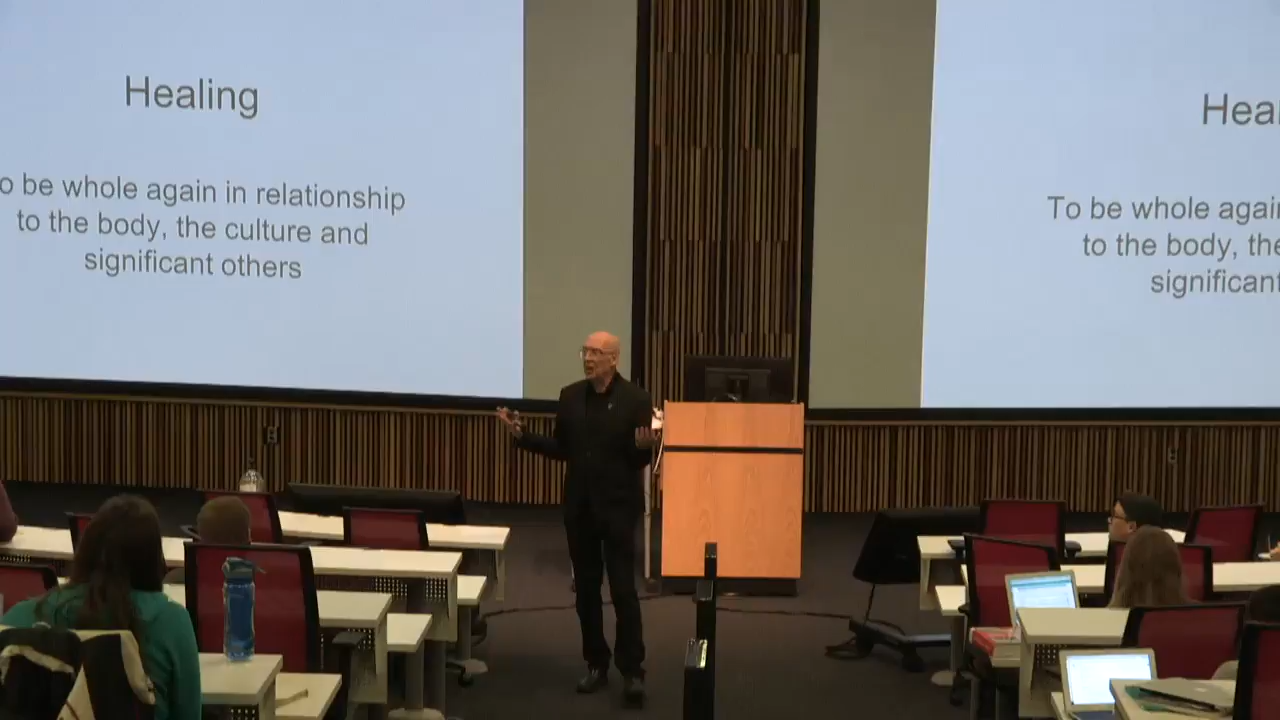 Healing
o be whole again in relationship
to the body, the culture and
significant others
Hea
To be whole again
to the body, the
significant